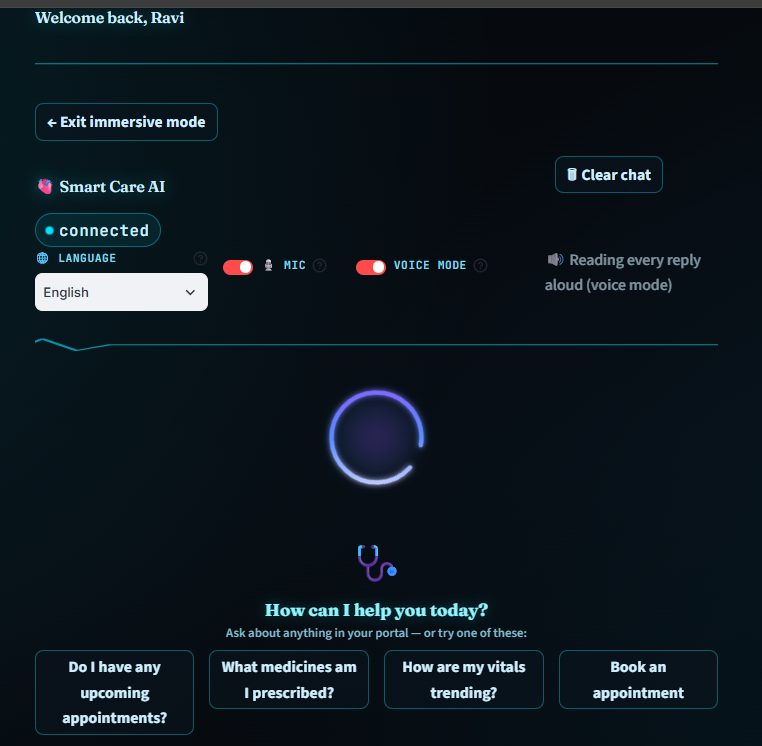 Welcome back, Ravi
← Exit immersive mode
Clear chat
Smart Care AI
connected
LANGUAGE
?
MIC
?
VOICE MODE
?
Reading every reply
aloud (voice mode)
English
How can I help you today?
Ask about anything in your portal — or try one of these:
Do I have any
upcoming
appointments?
What medicines am
I prescribed?
How are my vitals
trending?
Book an
appointment